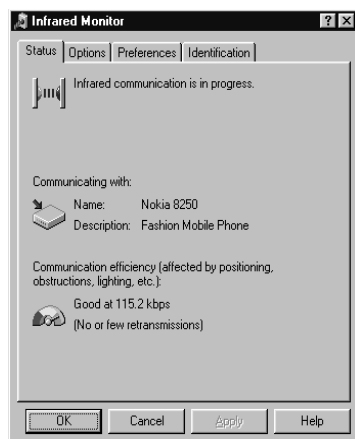 Infrared Monitor
Status Options Preferences Identification
Infrared communication is in progress.
Communicating with:
Name: Nokia 8250
Description: Fashion Mobile Phone
Communication efficiency (affected by positioning,
obstructions, lighting, etc.):
Good at 115.2 kbps
(No or few retransmissions)
OK Cancel Apply Help